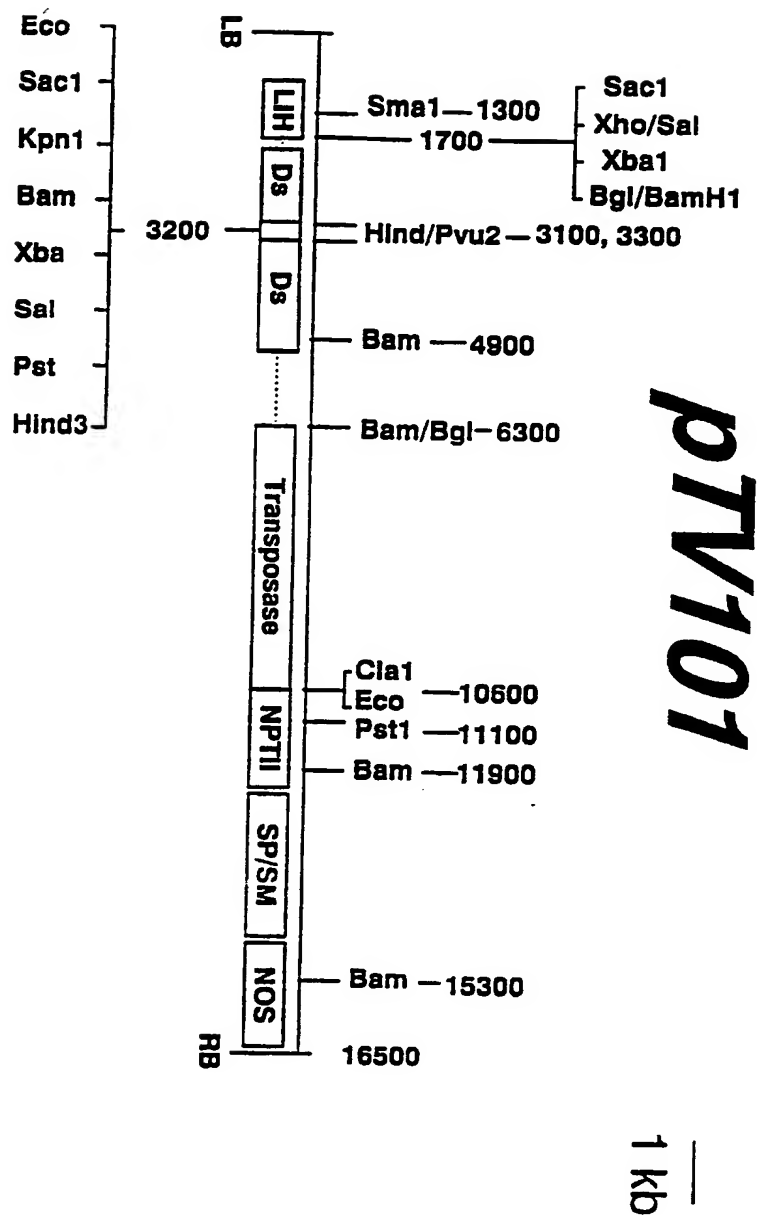 pTV101
LB
Eco
Sac1
Kpn1
Bam
Xba
Sal
Pst
Hind3
3200
LIH
Ds
Ds
Transposase
NPTII
SP/SM
NOS
Sma1—1300
1700
Sac1
Xho/Sal
Xba1
Bgl/BamH1
Hind/Pvu2—3100, 3300
Bam —4900
Bam/Bgl—6300
Cla1
Eco —10600
Pst1 —11100
Bam —11900
Bam —15300
RB
16500
1 kb